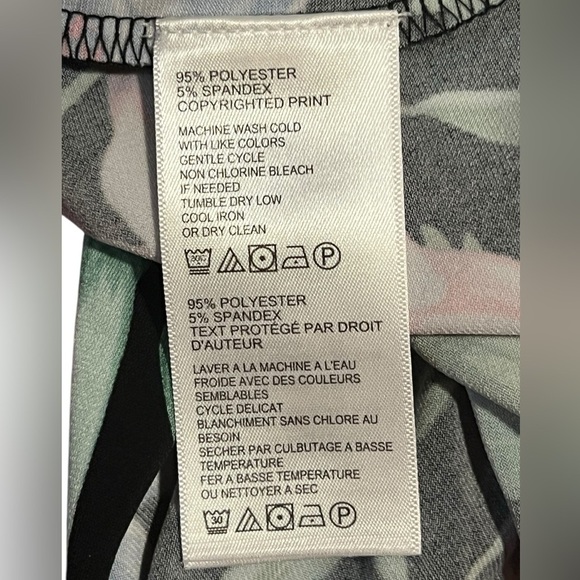 95% POLYESTER
5% SPANDEX
COPYRIGHTED PRINT
MACHINE WASH COLD
WITH LIKE COLORS
GENTLE CYCLE
NON CHLORINE BLEACH
IF NEEDED
TUMBLE DRY LOW
COOL IRON
OR DRY CLEAN
P
95% POLYESTER
5% SPANDEX
TEXT PROTÉGÉ PAR DROIT
D'AUTEUR
LAVER A LA MACHINE A L'EAU
FROIDE AVEC DES COULEURS
SEMBLABLES
CYCLE DELICAT
BLANCHIMENT SANS CHLORE AU
BESOIN
SECHER PAR CULBUTAGE A BASSE
TEMPERATURE
FER A BASSE TEMPERATURE
OU NETTOYER A SEC
30 P